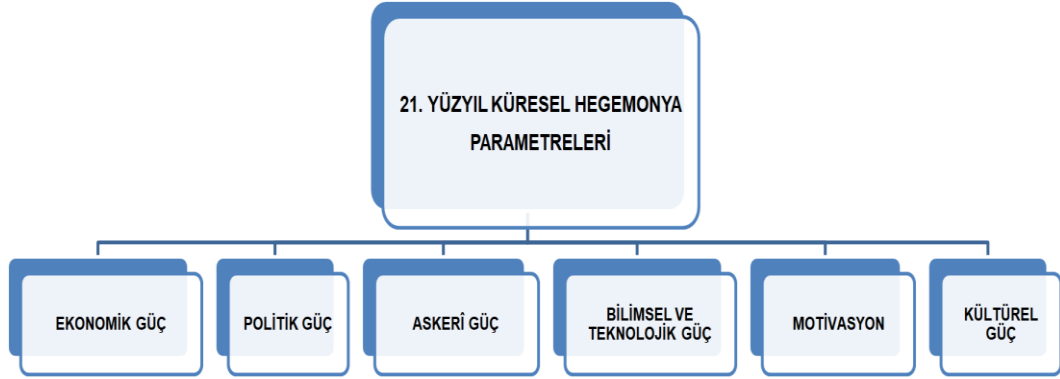 21. YÜZYIL KÜRESEL HEGEMONYA
PARAMETRELERİ
EKONOMİK GÜÇ
POLİTİK GÜÇ
ASKERÎ GÜÇ
BİLİMSEL VE
TEKNOLOJİK GÜÇ
MOTİVASYON
KÜLTÜREL
GÜÇ